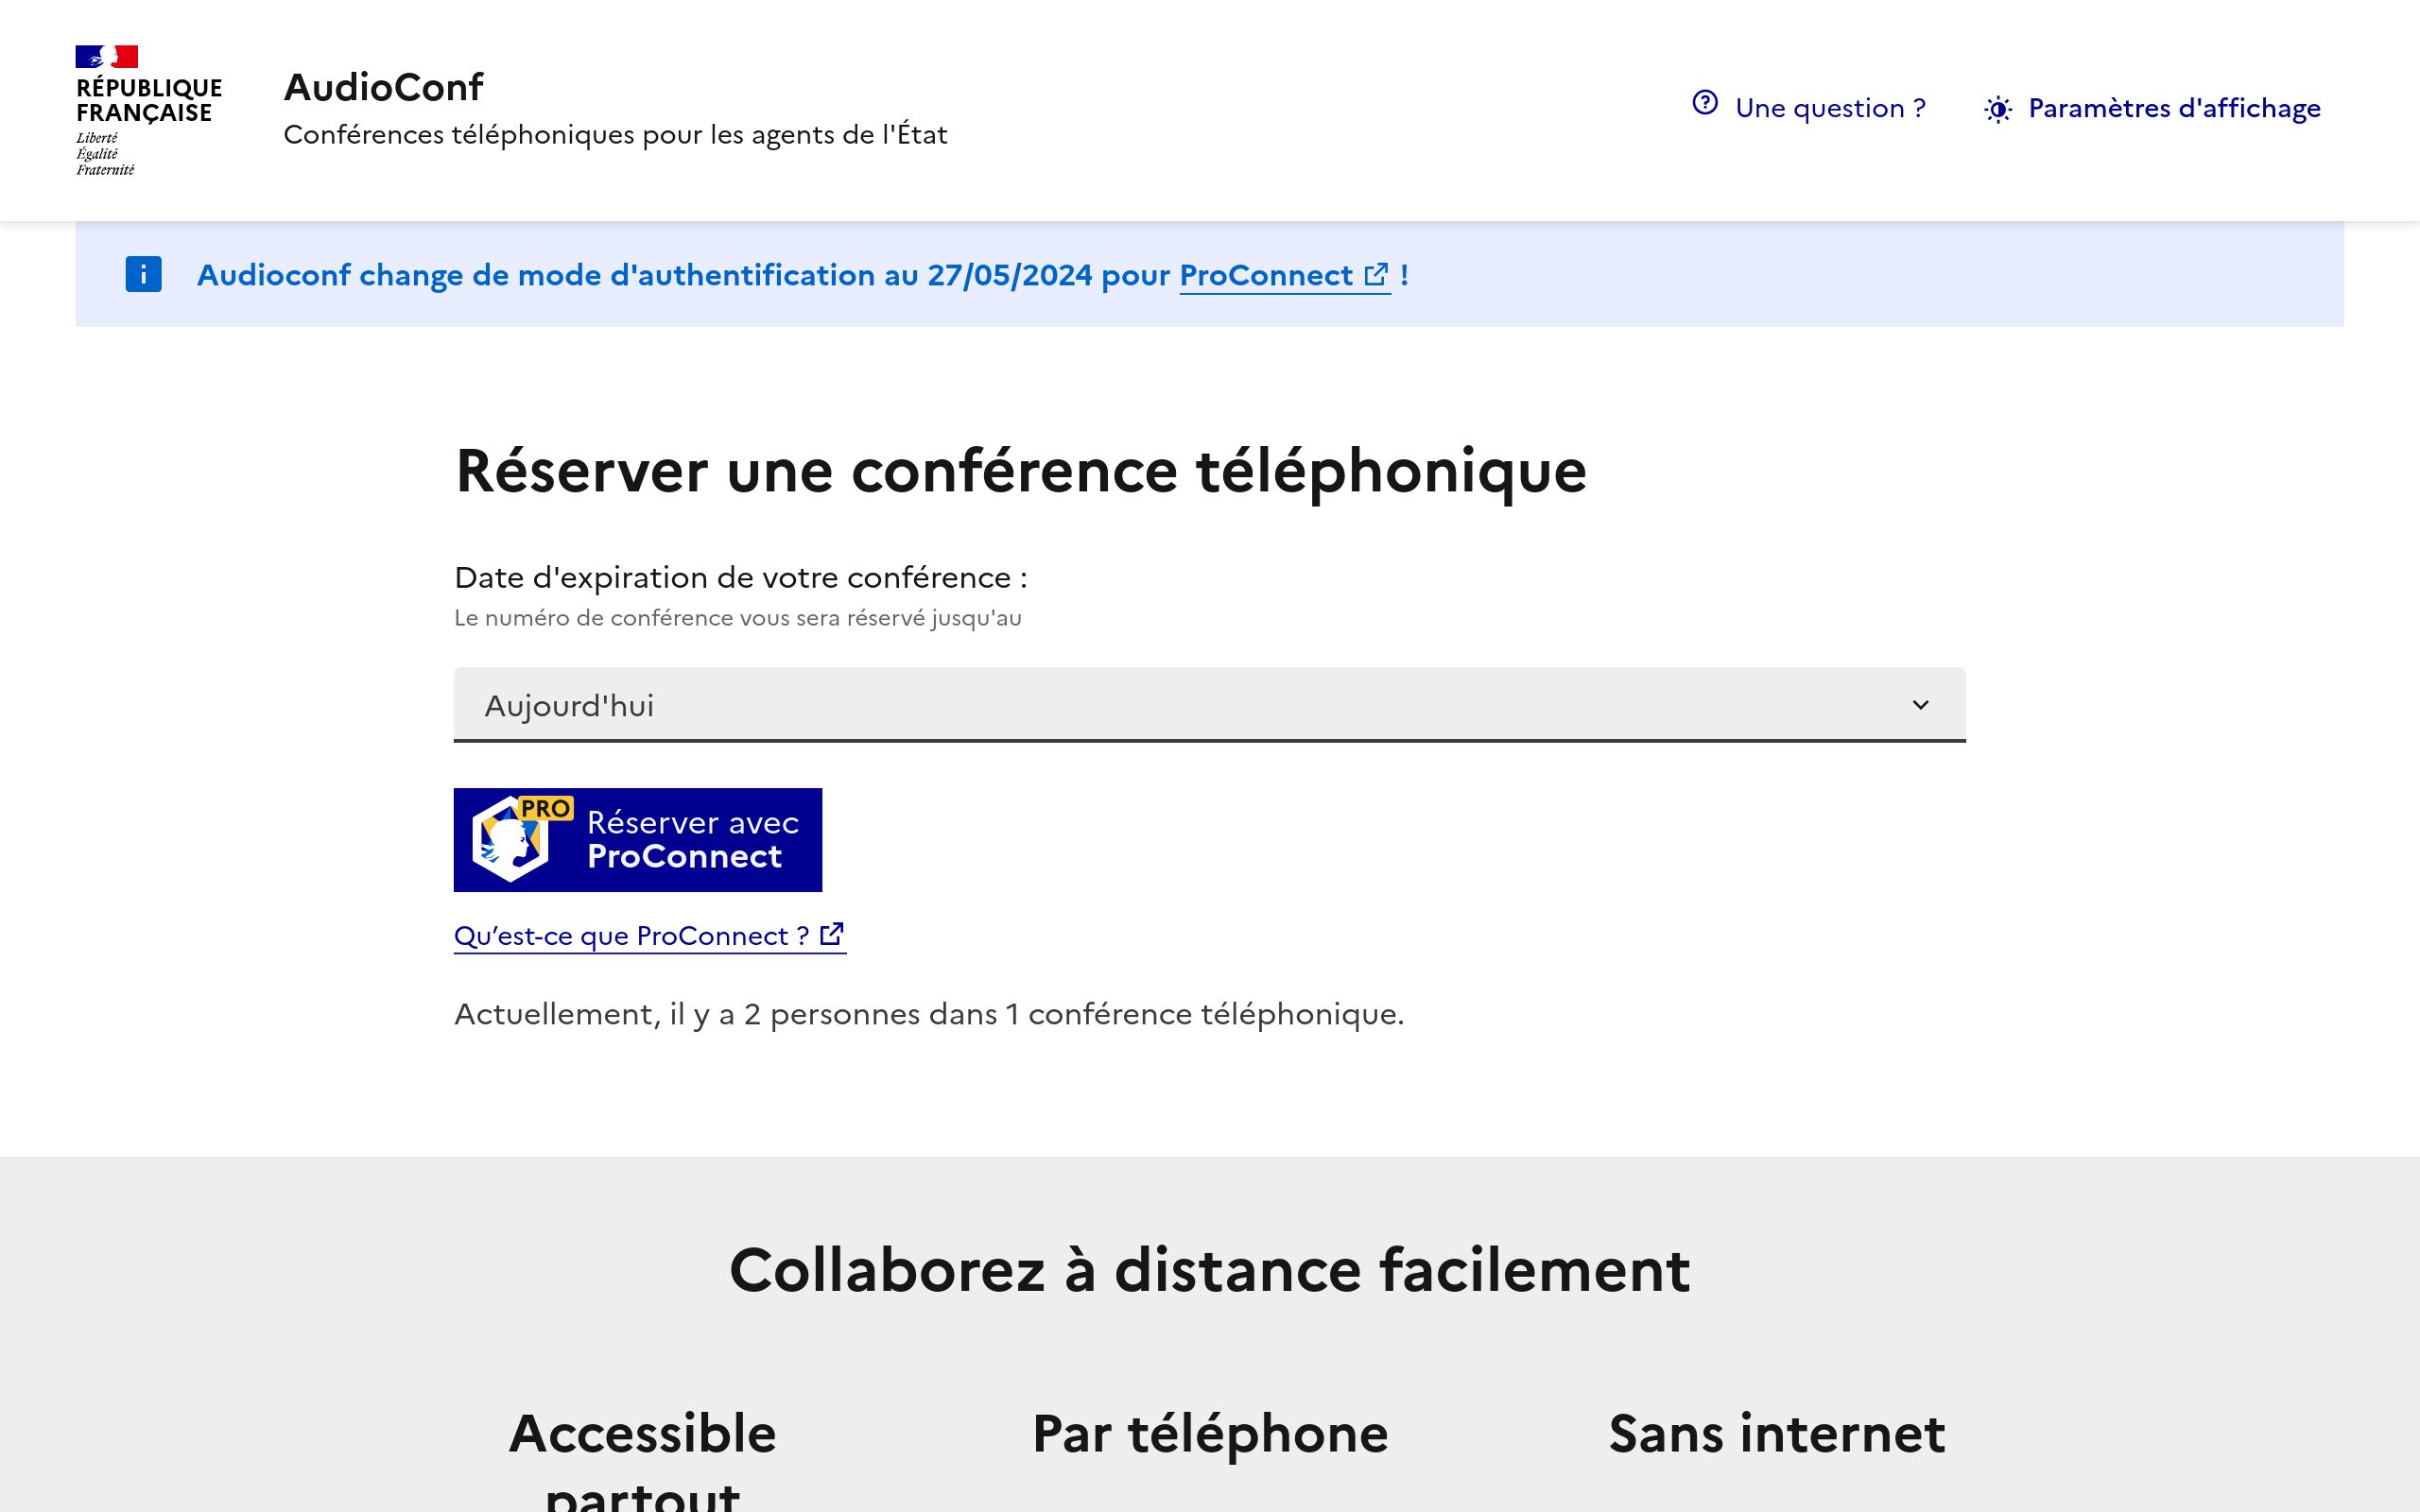 RÉPUBLIQUE
FRANÇAISE
Liberté
Égalité
Fraternité
AudioConf
Conférences téléphoniques pour les agents de l'État
Une question ?
Paramètres d'affichage
Audioconf change de mode d'authentification au 27/05/2024 pour ProConnect !
Réserver une conférence téléphonique
Date d'expiration de votre conférence :
Le numéro de conférence vous sera réservé jusqu'au
Aujourd'hui
PRO
Réserver avec
ProConnect
Qu’est-ce que ProConnect ?
Actuellement, il y a 2 personnes dans 1 conférence téléphonique.
Collaborez à distance facilement
Accessible
partout
Par téléphone
Sans internet